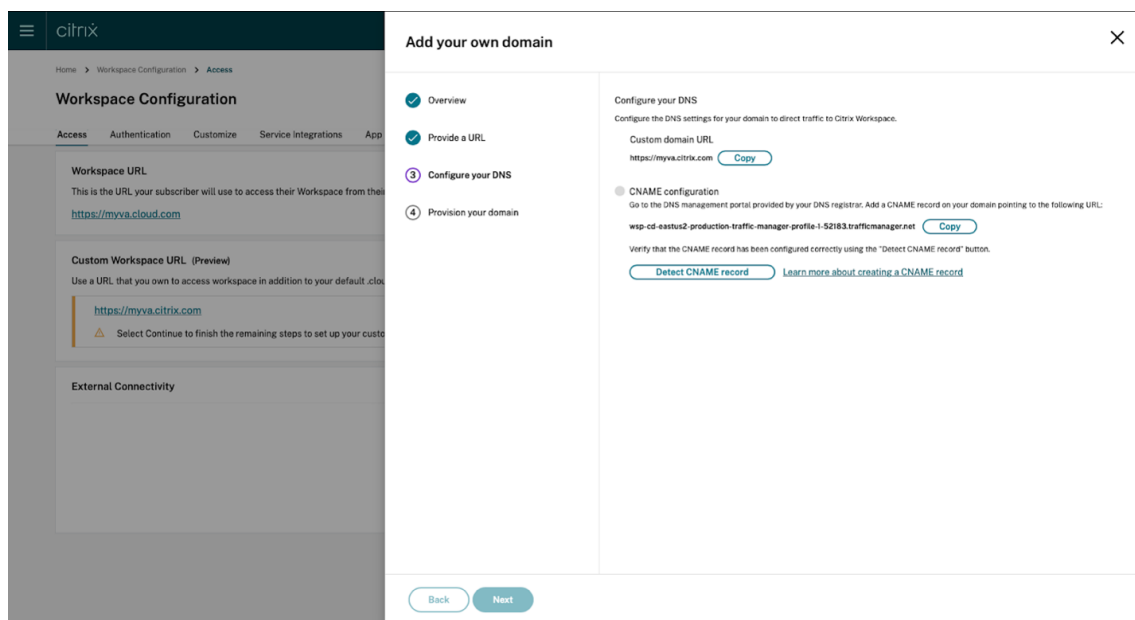 citrix
Home > Workspace Configuration > Access
Workspace Configuration
Access Authentication Customize Service Integrations App
Workspace URL
This is the URL your subscriber will use to access their Workspace from their
https://myva.cloud.com
Custom Workspace URL (Preview)
Use a URL that you own to access workspace in addition to your default .clou
https://myva.citrix.com
Select Continue to finish the remaining steps to set up your custo
External Connectivity
Add your own domain
Overview
Provide a URL
3 Configure your DNS
4 Provision your domain
Configure your DNS
Configure the DNS settings for your domain to direct traffic to Citrix Workspace.
Custom domain URL
https://myva.citrix.com Copy
CNAME configuration
Go to the DNS management portal provided by your DNS registrar. Add a CNAME record on your domain pointing to the following URL:
wsp-cd-eastus2-production-traffic-manager-profile-1-52183.trafficmanager.net Copy
Verify that the CNAME record has been configured correctly using the "Detect CNAME record" button.
Detect CNAME record Learn more about creating a CNAME record
Back Next